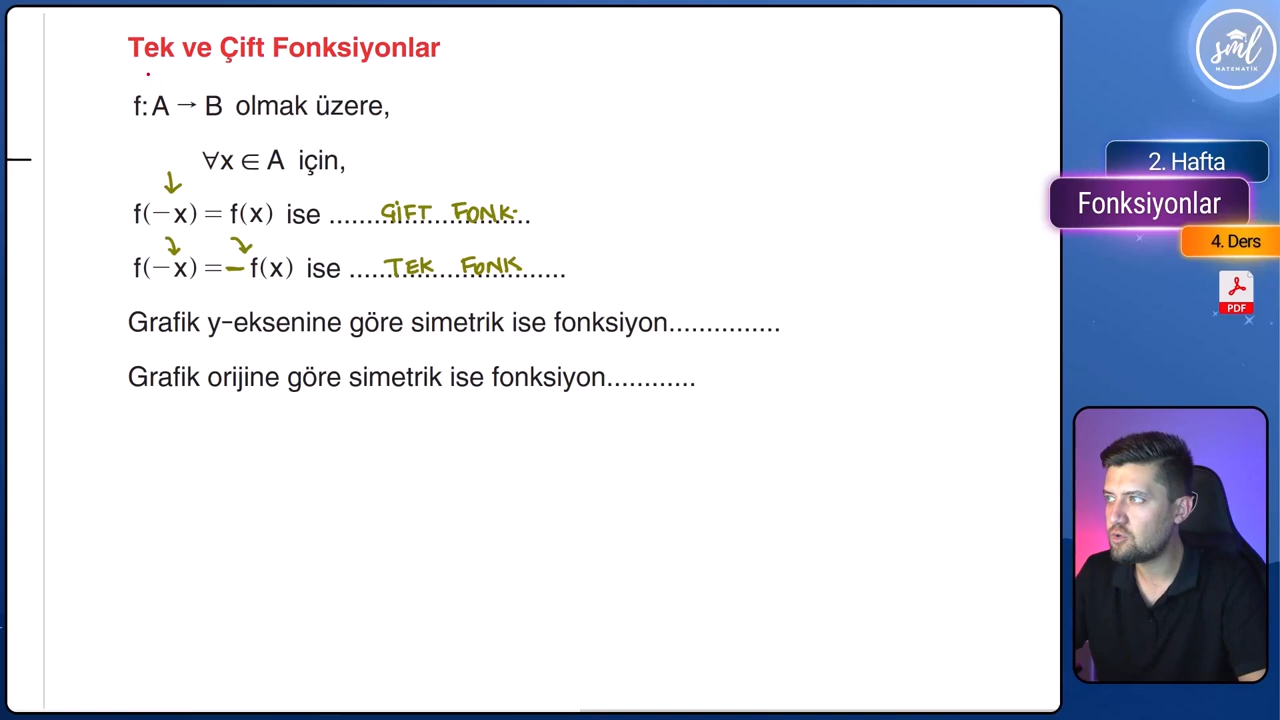 Tek ve Çift Fonksiyonlar
f: A → B olmak üzere,
∀x ∈ A için,
f(−x) = f(x) ise ......ÇİFT FONK......
f(−x) = −f(x) ise ......TEK FONK......
Grafik y-eksenine göre simetrik ise fonksiyon...............
Grafik orijine göre simetrik ise fonksiyon............
sml
MATEMATİK
2. Hafta
Fonksiyonlar
4. Ders
PDF